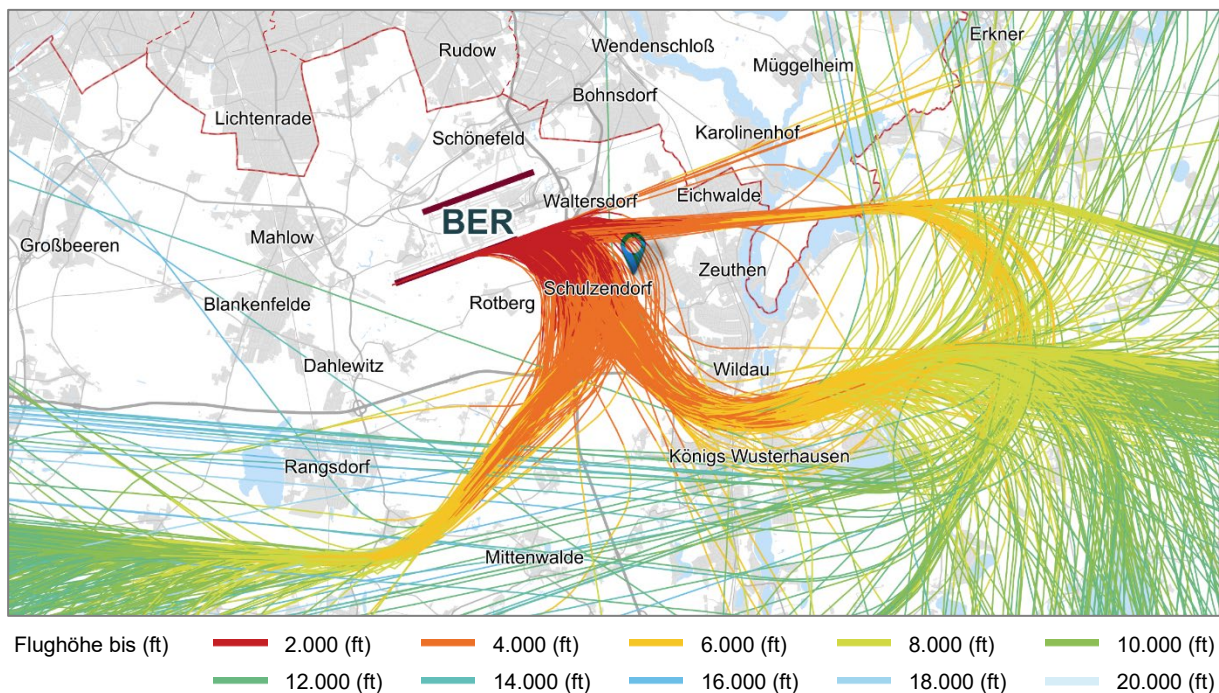 Erkner
Rudow
Wendenschloß
Müggelheim
Bohnsdorf
Lichtenrade
Schönefeld
Karolinenhof
Waltersdorf
Eichwalde
BER
Großbeeren
Mahlow
Zeuthen
Schulzendorf
Blankenfelde
Rotberg
Dahlewitz
Wildau
Rangsdorf
Königs Wusterhausen
Mittenwalde
Flughöhe bis (ft) 2.000 (ft) 4.000 (ft) 6.000 (ft) 8.000 (ft) 10.000 (ft)
12.000 (ft) 14.000 (ft) 16.000 (ft) 18.000 (ft) 20.000 (ft)